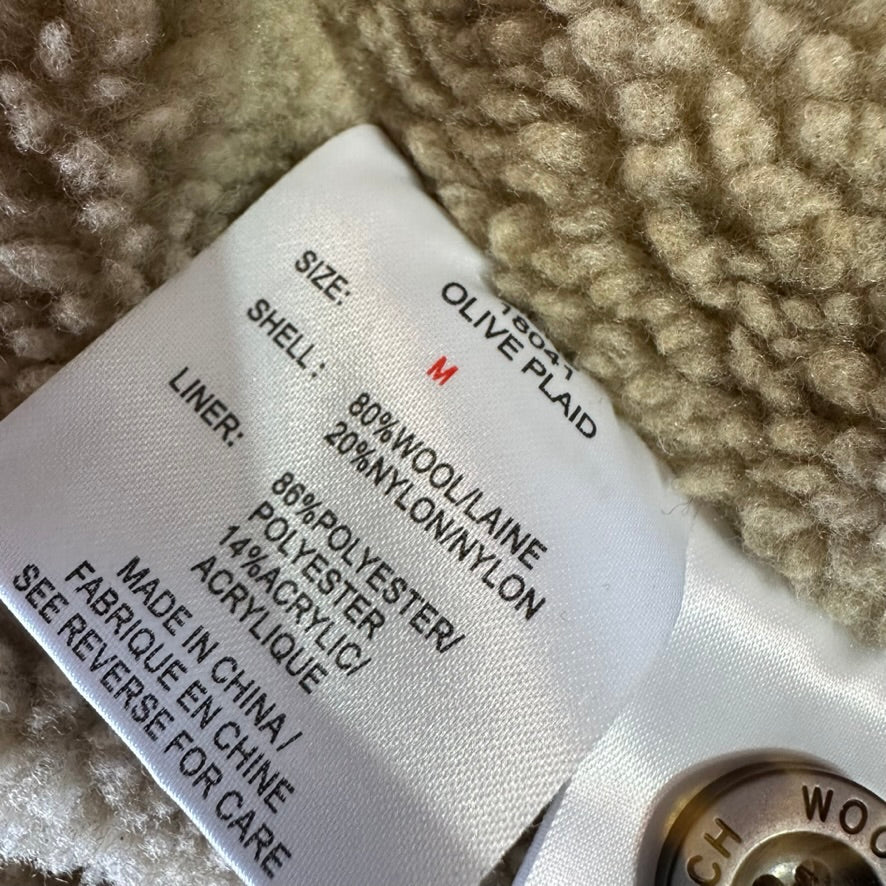 OLIVE PLAID
SIZE: M
SHELL: 80%WOOL/LAINE
20%NYLON/NYLON
LINER: 86%POLYESTER/
POLYESTER
14%ACRYLIC/
ACRYLIQUE
MADE IN CHINA/
FABRIQUE EN CHINE
SEE REVERSE FOR CARE